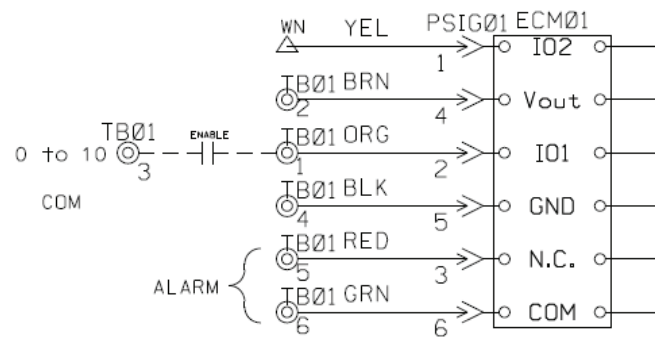 WN YEL PSIG01 ECM01
1 IO2
TB01 BRN
2 4 Vout
TB01 ENABLE TB01 ORG
0 to 10 3 1 2 IO1
COM TB01 BLK
4 5 GND
TB01 RED
5 3 N.C.
ALARM TB01 GRN
6 6 COM